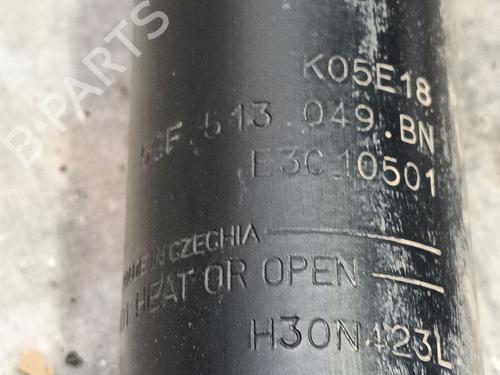 B-PARTS
K05E18
513 049.BN
E3C10501
MADE IN CZECHIA
HEAT OR OPEN
H30N423L